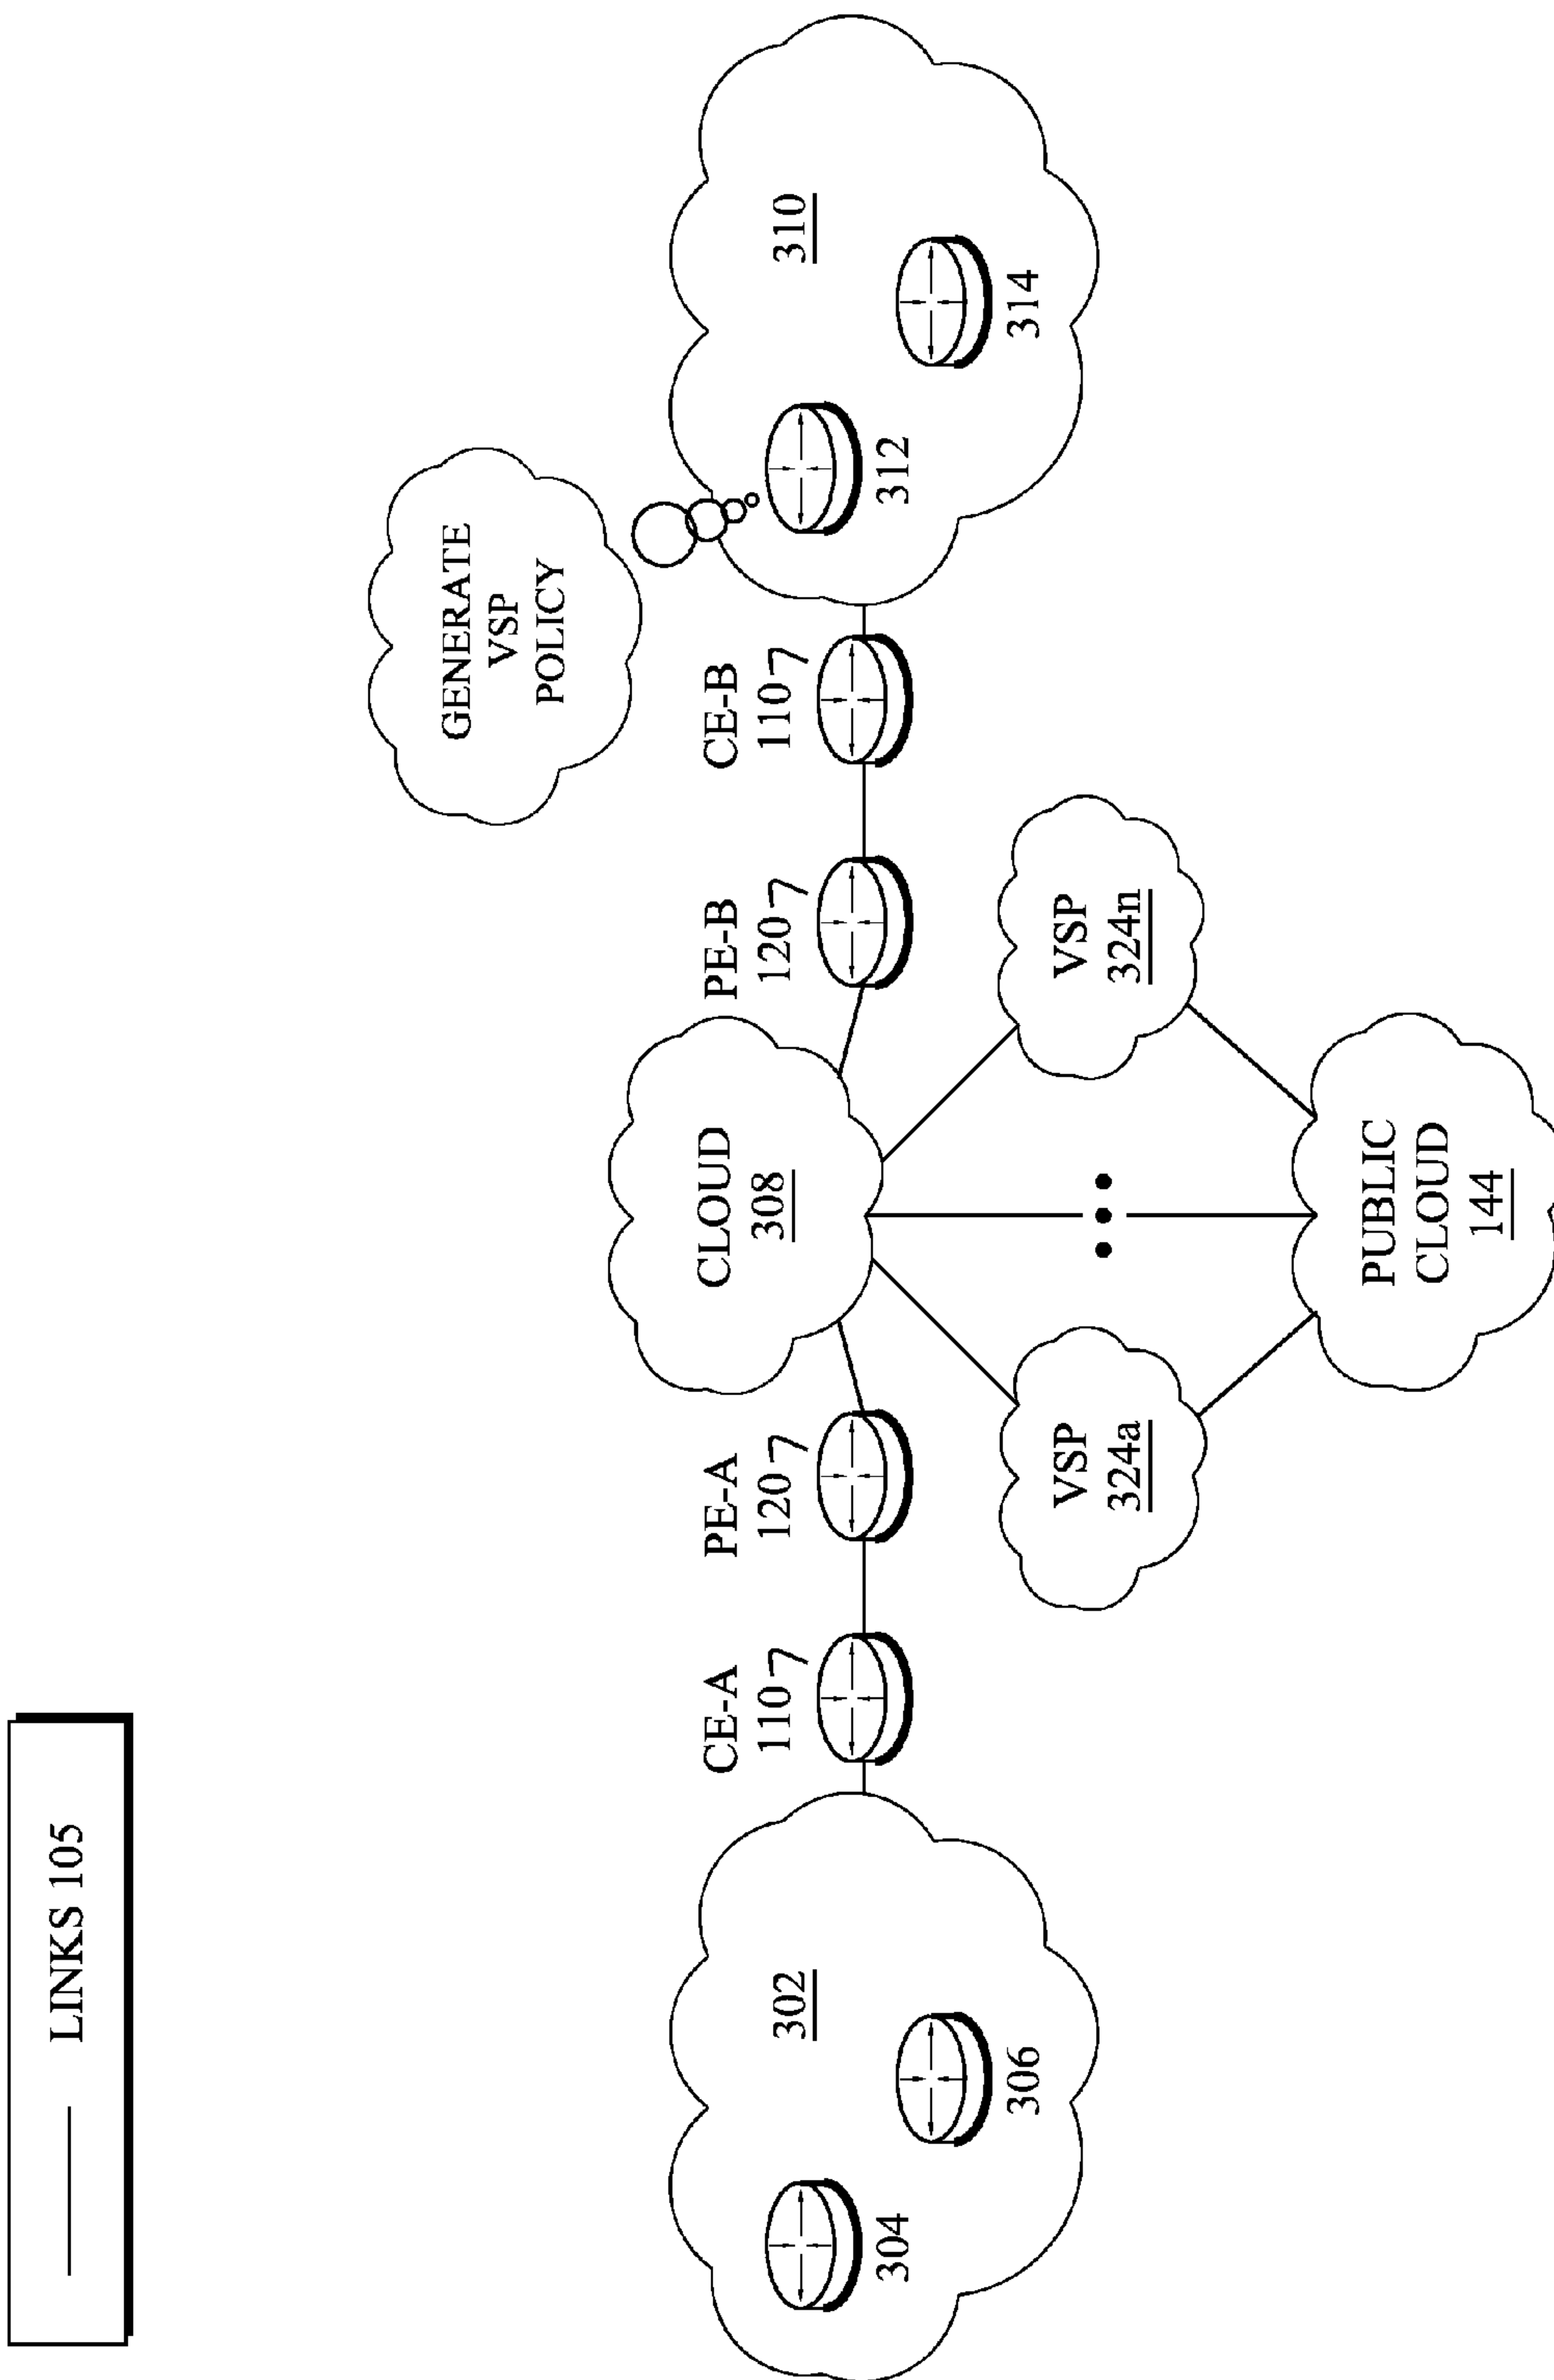 LINKS 105
GENERATE
VSP
POLICY
CE-A
110
PE-A
120
CLOUD
308
PE-B
120
CE-B
110
302
304
306
310
312
314
VSP
324a
VSP
324n
PUBLIC
CLOUD
144